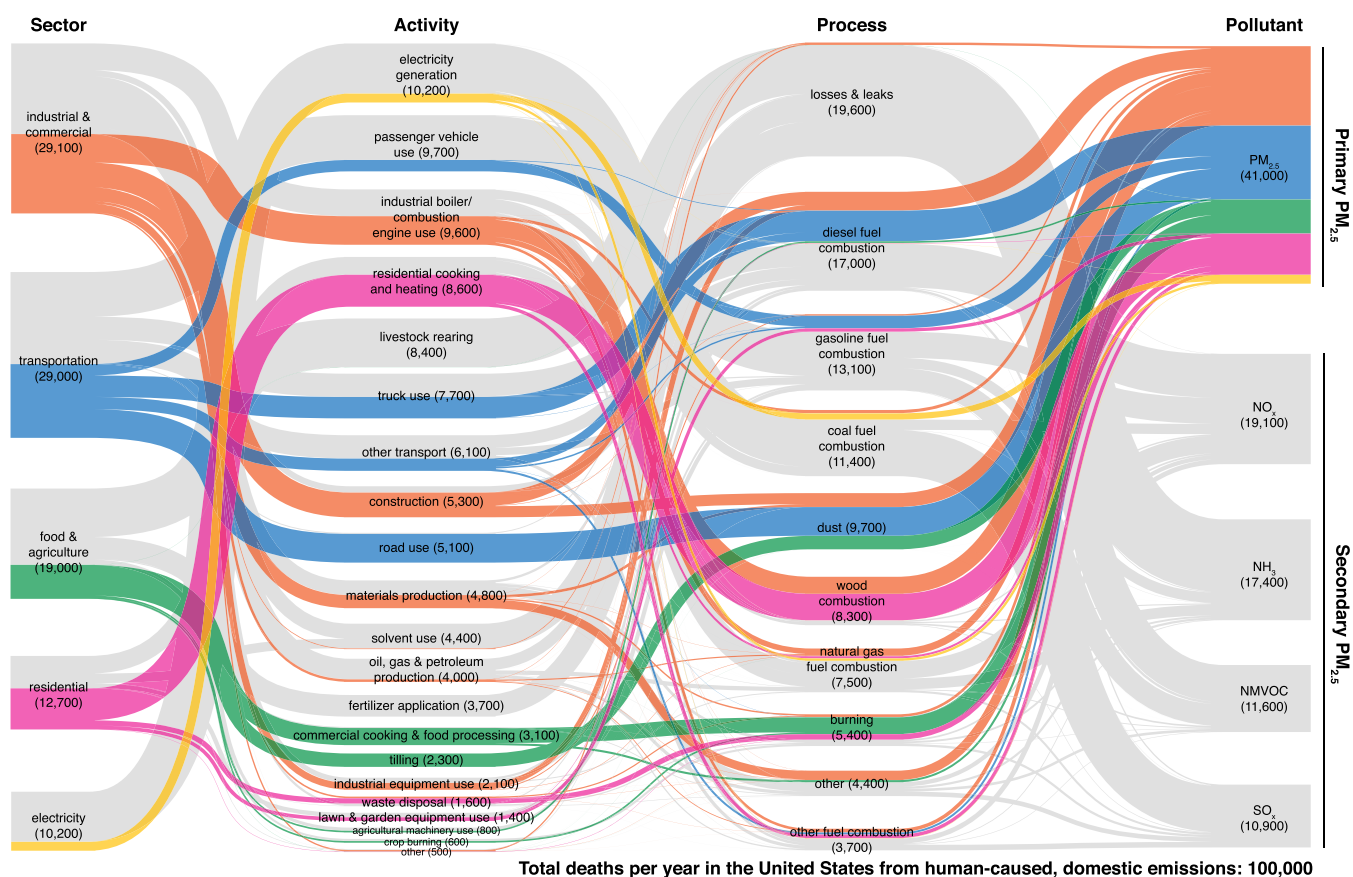 Sector
Activity
Process
Pollutant
industrial &
commercial
(29,100)
transportation
(29,000)
food &
agriculture
(19,000)
residential
(12,700)
electricity
(10,200)
electricity
generation
(10,200)
passenger vehicle
use (9,700)
industrial boiler/
combustion
engine use (9,600)
residential cooking
and heating (8,600)
livestock rearing
(8,400)
truck use (7,700)
other transport (6,100)
construction (5,300)
road use (5,100)
materials production (4,800)
solvent use (4,400)
oil, gas & petroleum
production (4,000)
fertilizer application (3,700)
commercial cooking & food processing (3,100)
tilling (2,300)
industrial equipment use (2,100)
waste disposal (1,600)
lawn & garden equipment use (1,400)
agricultural machinery use (800)
crop burning (600)
other (500)
losses & leaks
(19,600)
diesel fuel
combustion
(17,000)
gasoline fuel
combustion
(13,100)
coal fuel
combustion
(11,400)
dust (9,700)
wood
combustion
(8,300)
natural gas
fuel combustion
(7,500)
burning
(5,400)
other (4,400)
other fuel combustion
(3,700)
PM2.5
(41,000)
NOx
(19,100)
NH3
(17,400)
NMVOC
(11,600)
SOx
(10,900)
Primary PM2.5
Secondary PM2.5
Total deaths per year in the United States from human-caused, domestic emissions: 100,000